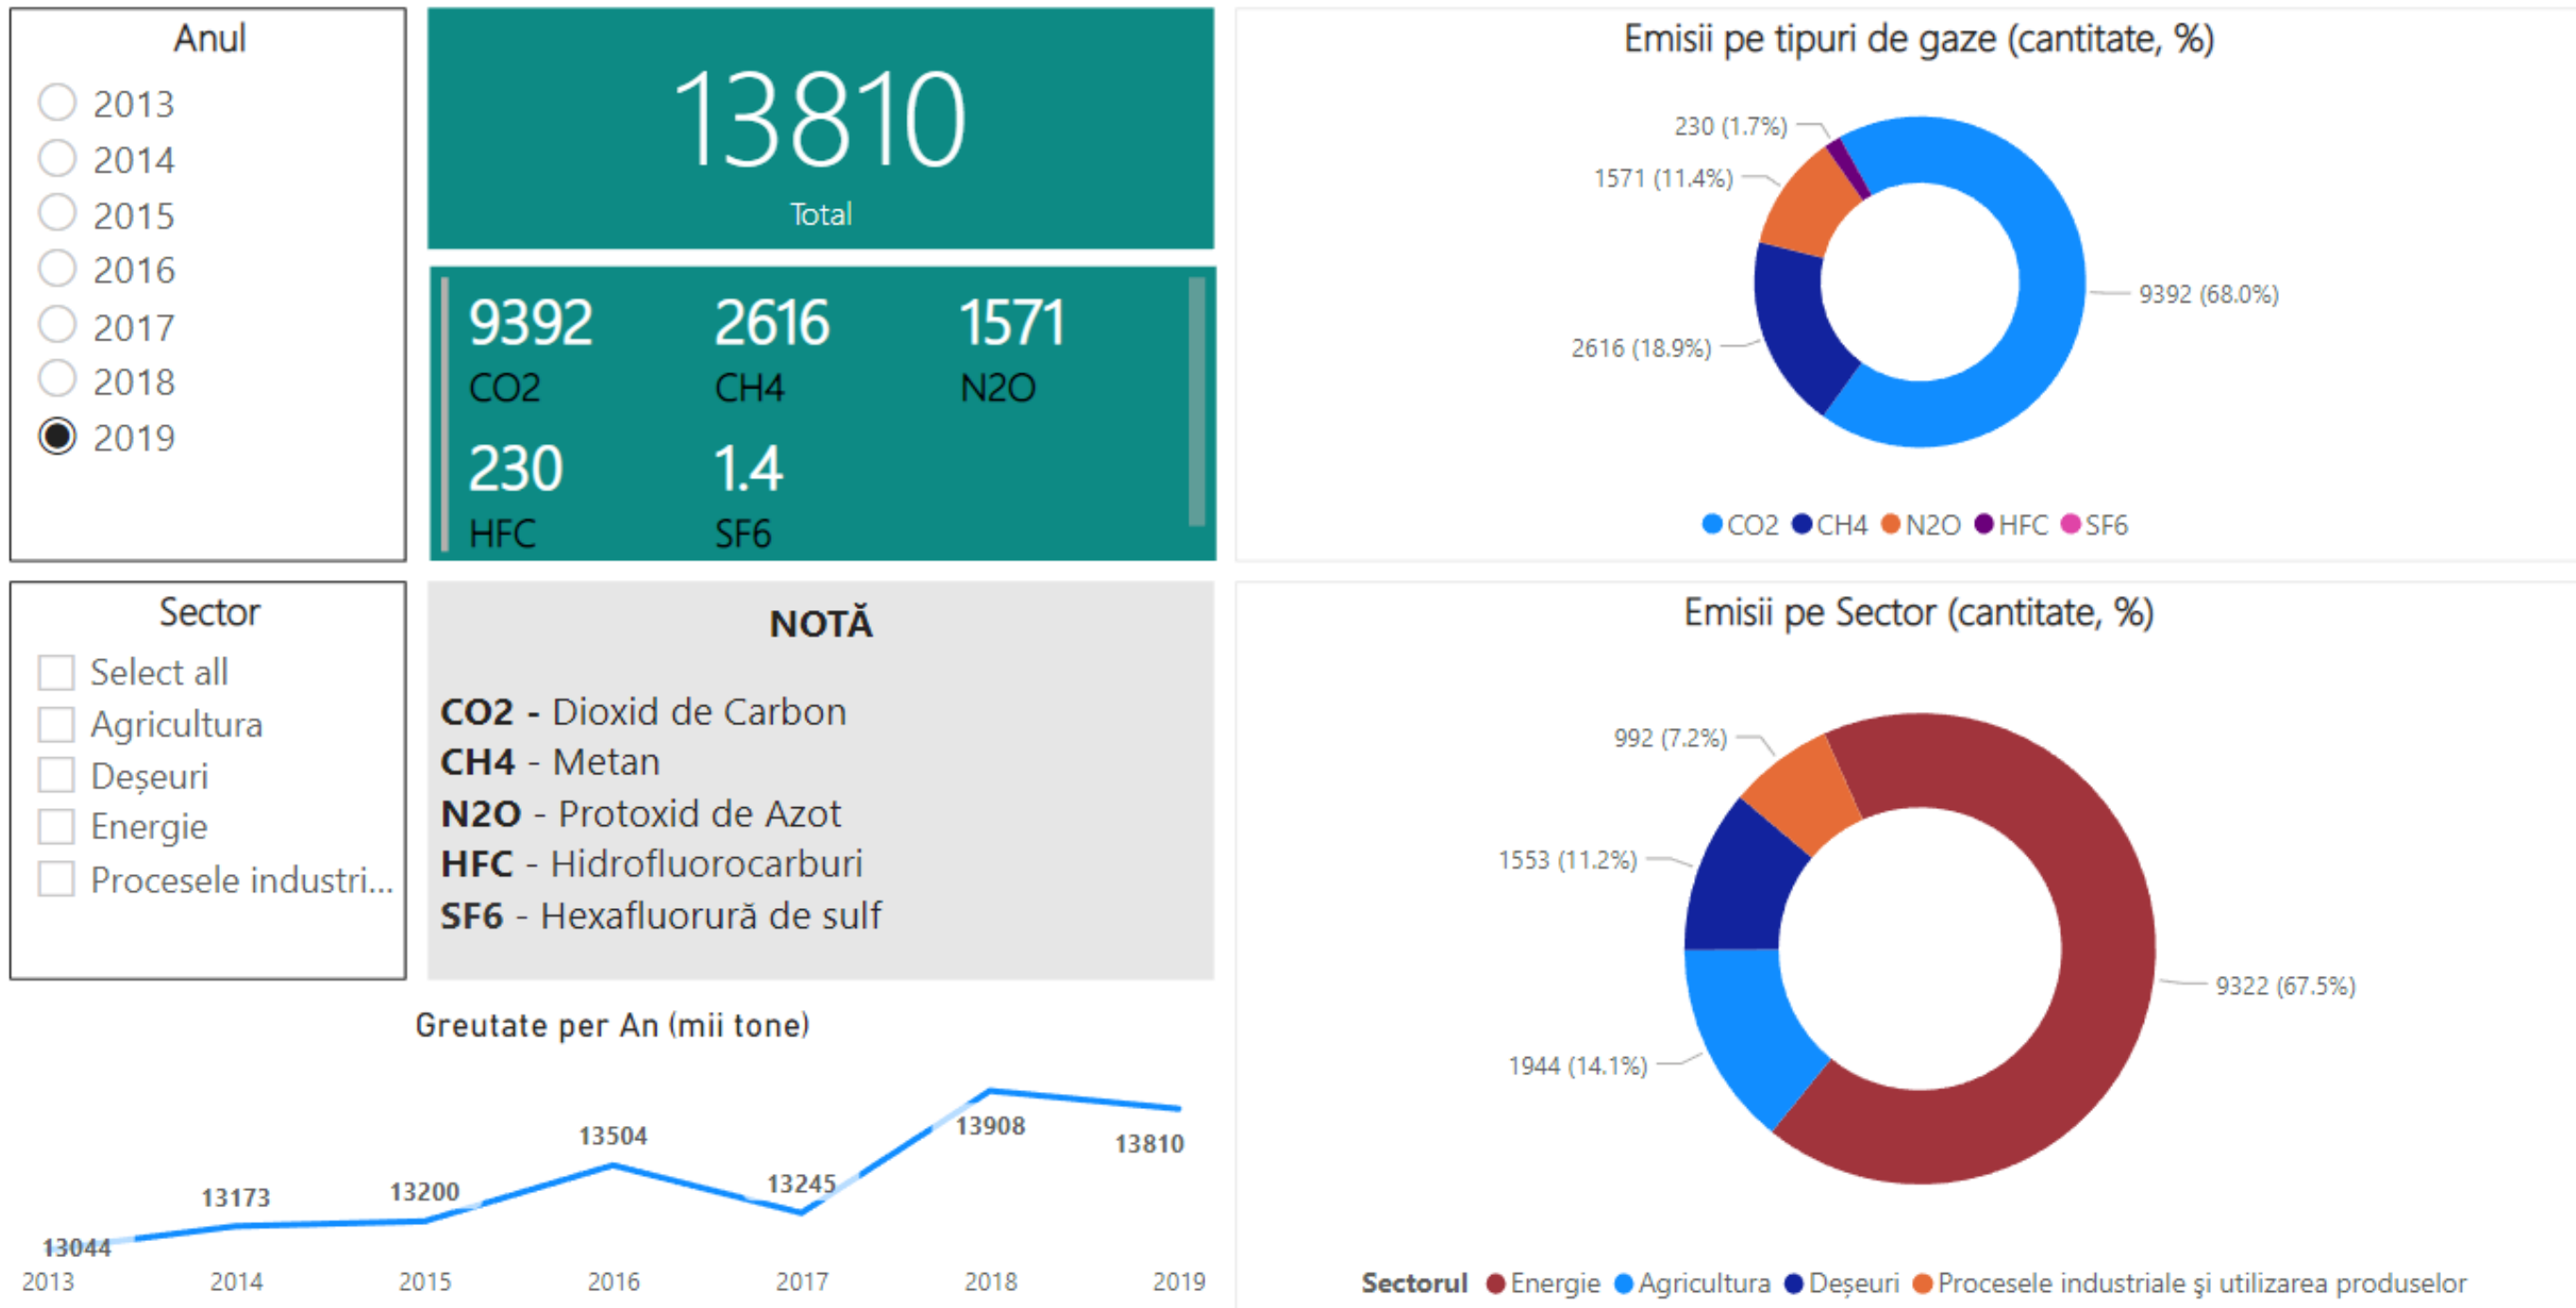 Anul
2013
2014
2015
2016
2017
2018
2019
13810
Total
9392 2616 1571
CO2 CH4 N2O
230 1.4
HFC SF6
Emisii pe tipuri de gaze (cantitate, %)
230 (1.7%)
1571 (11.4%)
9392 (68.0%)
2616 (18.9%)
CO2 CH4 N2O HFC SF6
Sector
Select all
Agricultura
Deșeuri
Energie
Procesele industri...
NOTĂ
CO2 - Dioxid de Carbon
CH4 - Metan
N2O - Protoxid de Azot
HFC - Hidrofluorocarburi
SF6 - Hexafluorură de sulf
Greutate per An (mii tone)
13044
13173
13200
13504
13245
13908
13810
2013 2014 2015 2016 2017 2018 2019
Emisii pe Sector (cantitate, %)
992 (7.2%)
1553 (11.2%)
9322 (67.5%)
1944 (14.1%)
Sectorul Energie Agricultura Deșeuri Procesele industriale şi utilizarea produselor